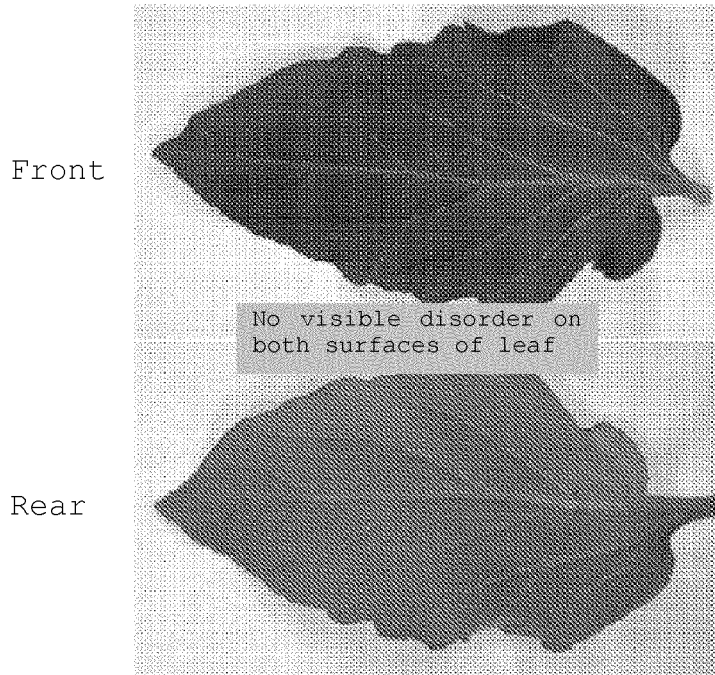 Front
No visible disorder on
both surfaces of leaf
Rear